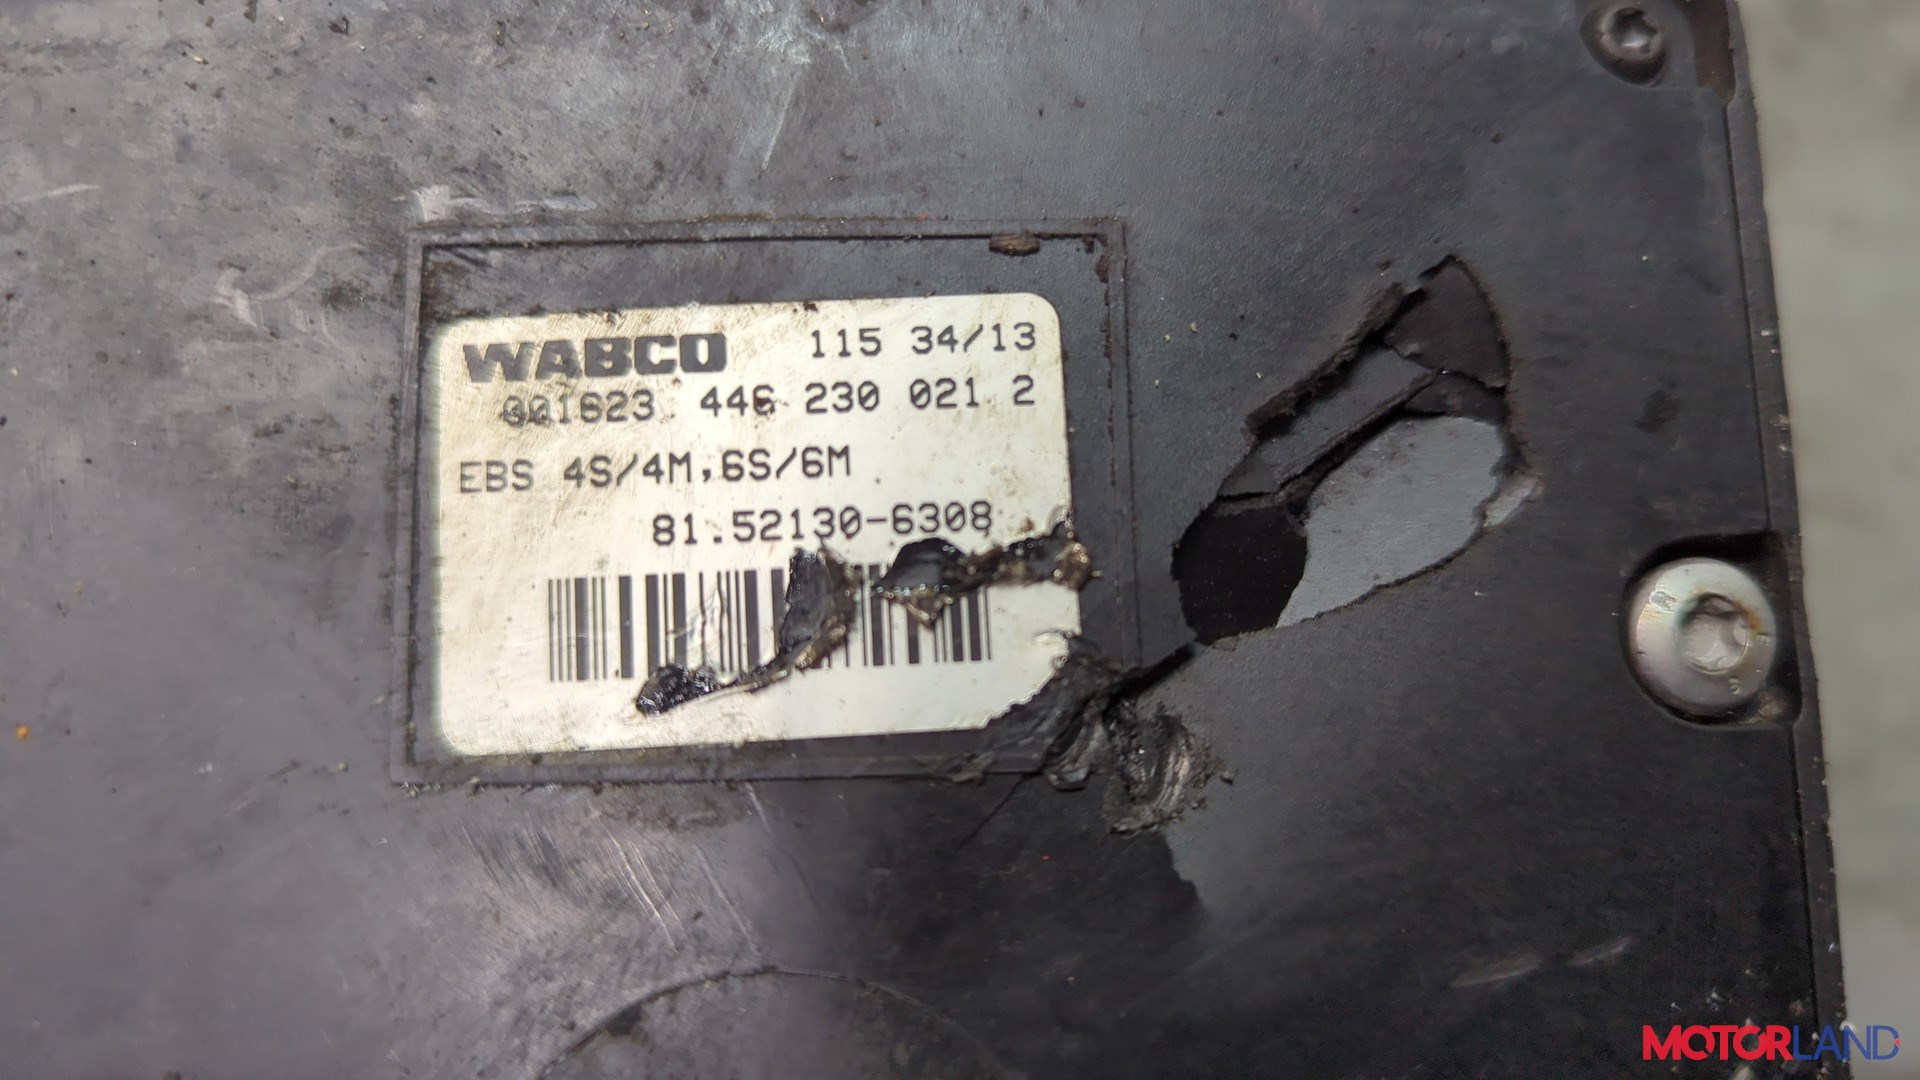 WABCO 115 34/13
001623 446 230 021 2
EBS 4S/4M,6S/6M
81.52130-6308
MOTORLAND